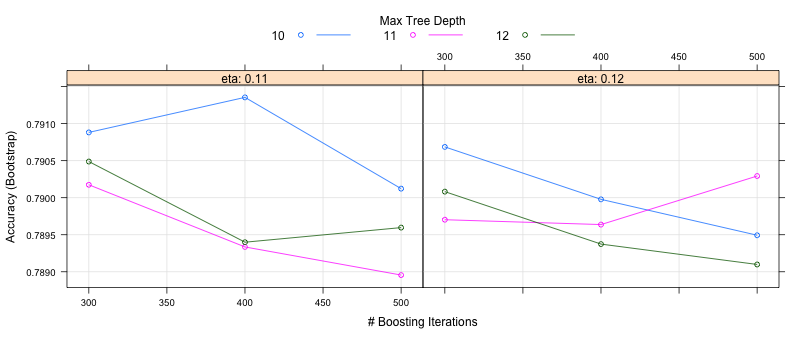 Max Tree Depth
10 11 12
300 350 400 450 500
eta: 0.11 eta: 0.12
0.7910
0.7905
0.7900
0.7895
0.7890
Accuracy (Bootstrap)
300 350 400 450 500
# Boosting Iterations